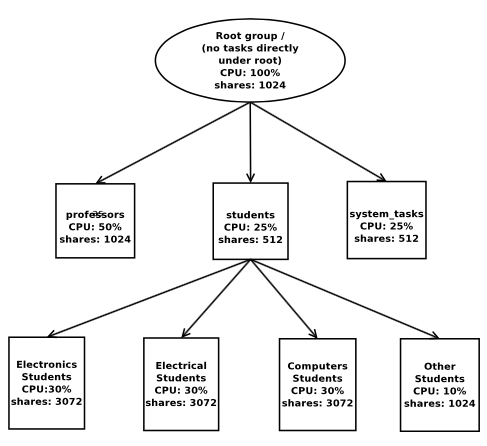 Root group /
(no tasks directly
under root)
CPU: 100%
shares: 1024
professors
CPU: 50%
shares: 1024
students
CPU: 25%
shares: 512
system_tasks
CPU: 25%
shares: 512
Electronics
Students
CPU:30%
shares: 3072
Electrical
Students
CPU: 30%
shares: 3072
Computers
Students
CPU: 30%
shares: 3072
Other
Students
CPU: 10%
shares: 1024